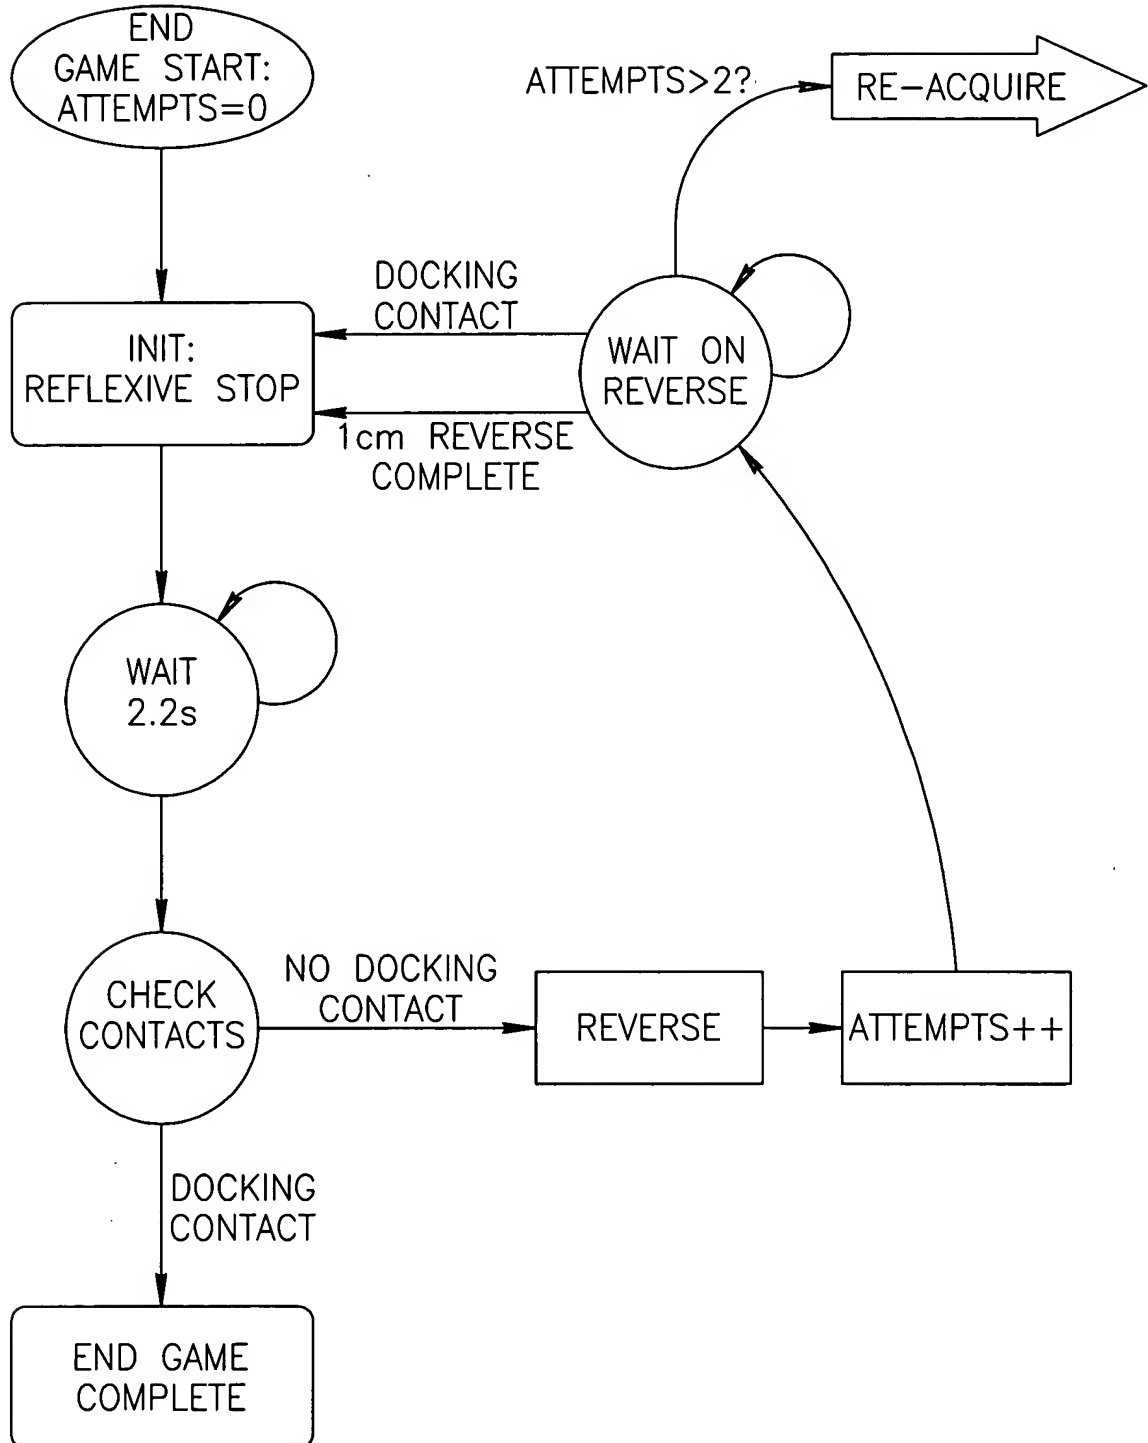 END
GAME START:
ATTEMPTS=0
ATTEMPTS>2?
RE-ACQUIRE
DOCKING
CONTACT
INIT:
REFLEXIVE STOP
WAIT ON
REVERSE
1cm REVERSE
COMPLETE
WAIT
2.2s
CHECK
CONTACTS
NO DOCKING
CONTACT
REVERSE
ATTEMPTS++
DOCKING
CONTACT
END GAME
COMPLETE